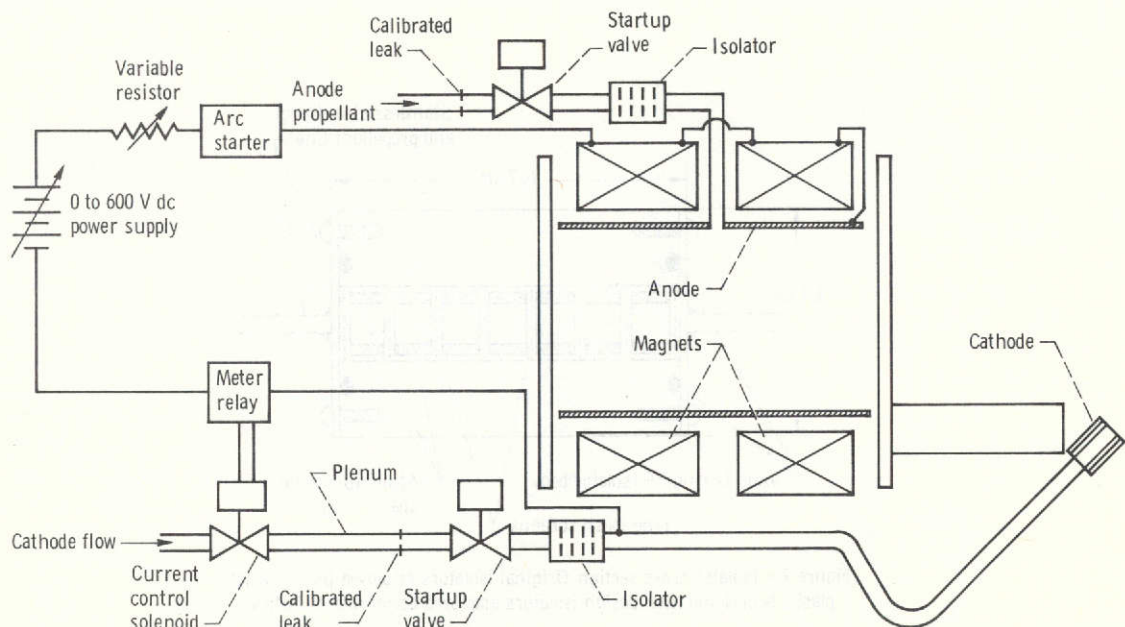 Calibrated
leak
Startup
valve
Isolator
Variable
resistor
Anode
propellant
Arc
starter
0 to 600 V dc
power supply
Anode
Magnets
Cathode
Meter
relay
Plenum
Cathode flow
Current
control
solenoid
Calibrated
leak
Startup
valve
Isolator